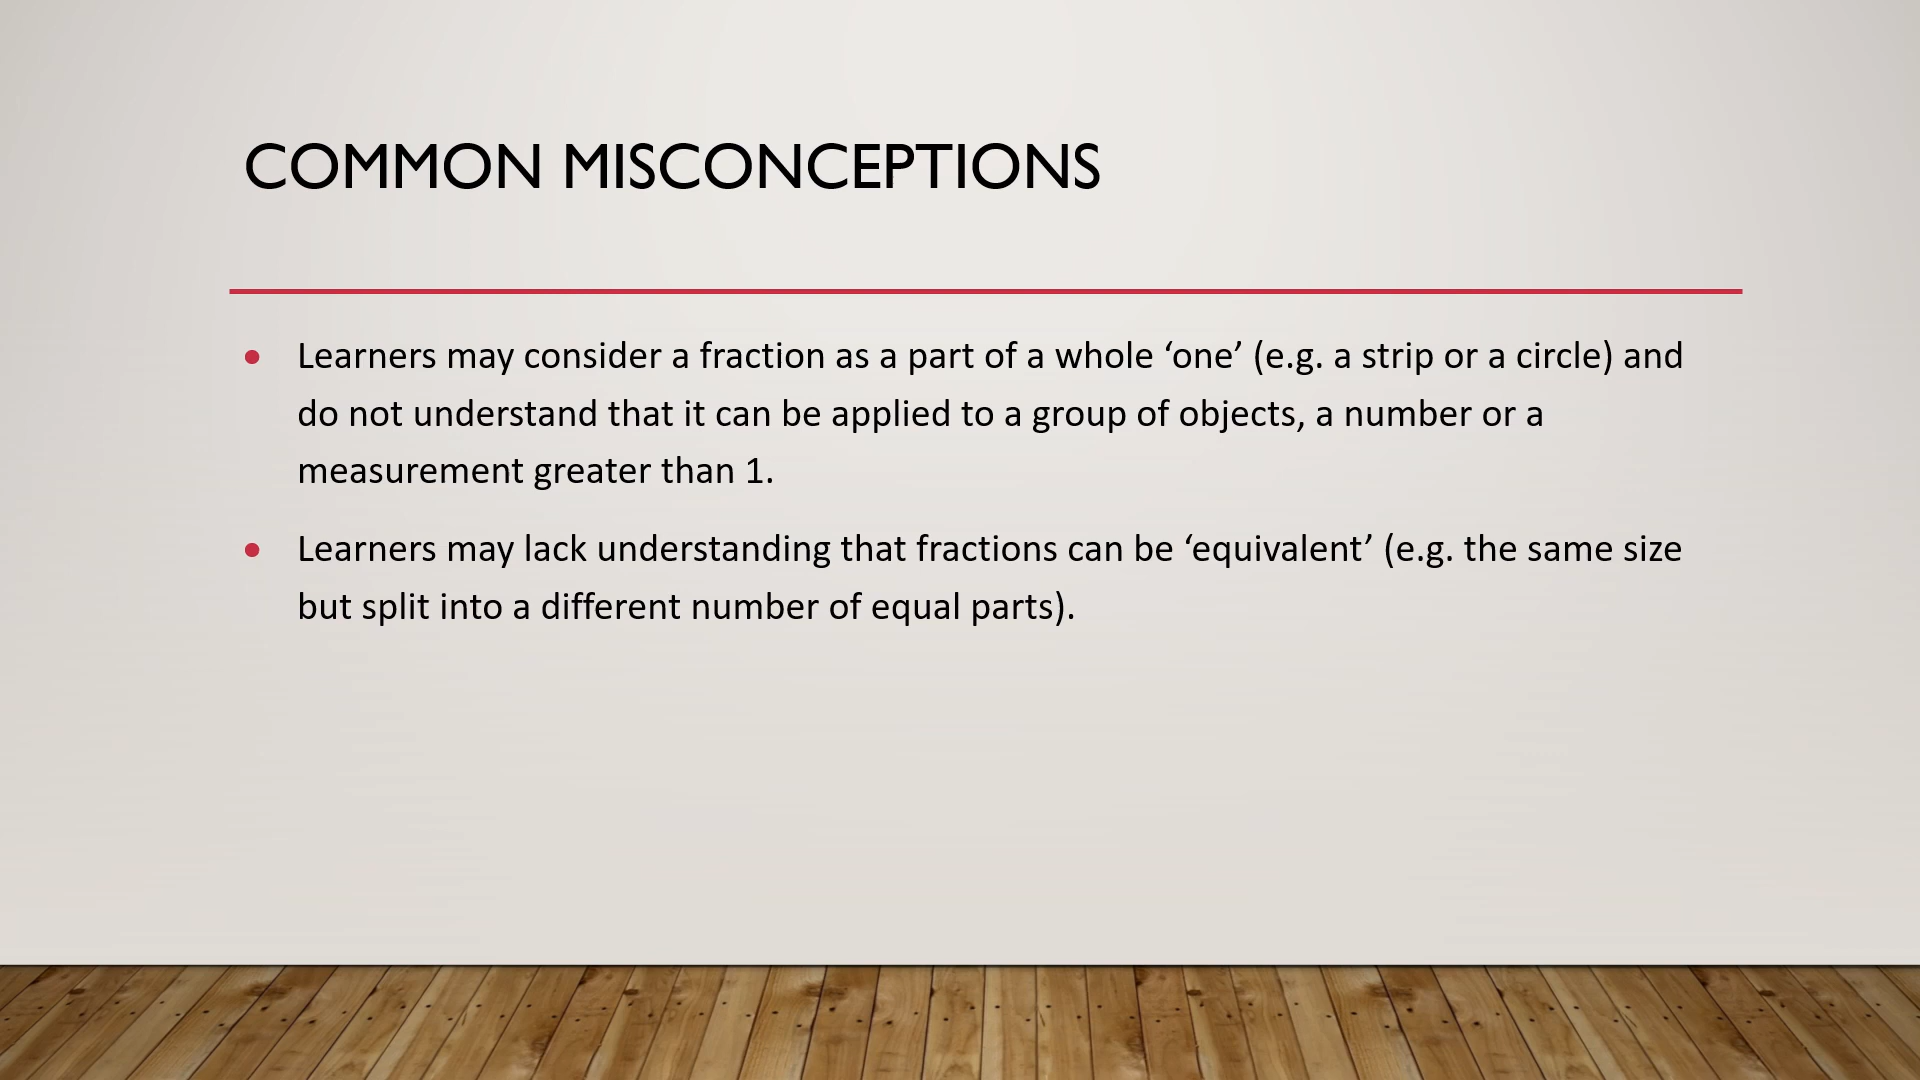 COMMON MISCONCEPTIONS
• Learners may consider a fraction as a part of a whole ‘one’ (e.g. a strip or a circle) and
do not understand that it can be applied to a group of objects, a number or a
measurement greater than 1.
• Learners may lack understanding that fractions can be ‘equivalent’ (e.g. the same size
but split into a different number of equal parts).